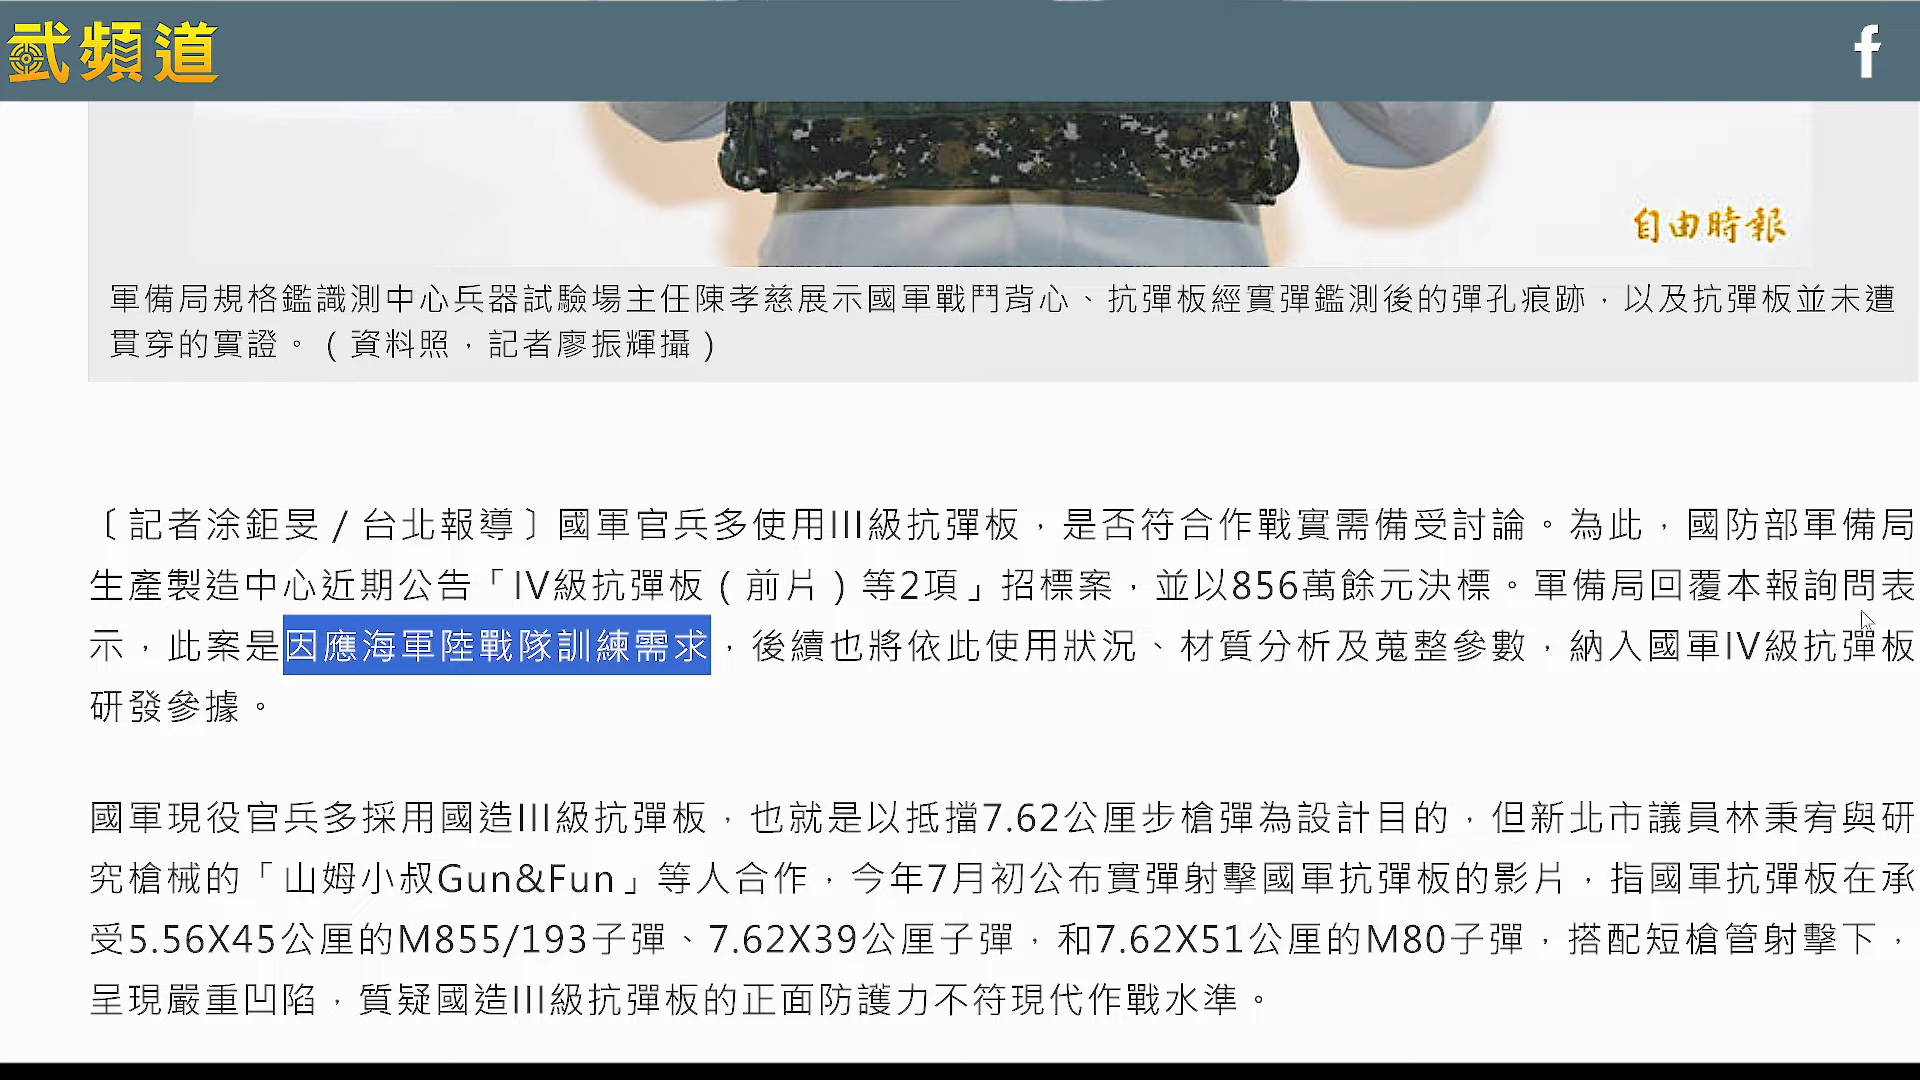 武頻道
f
自由時報
軍備局規格鑑識測中心兵器試驗場主任陳孝慈展示國軍戰鬥背心、抗彈板經實彈鑑測後的彈孔痕跡，以及抗彈板並未遭
貫穿的實證。（資料照，記者廖振輝攝）
〔記者涂鉅旻／台北報導〕國軍官兵多使用III級抗彈板，是否符合作戰實需備受討論。為此，國防部軍備局
生產製造中心近期公告「IV級抗彈板（前片）等2項」招標案，並以856萬餘元決標。軍備局回覆本報詢問表
示，此案是因應海軍陸戰隊訓練需求，後續也將依此使用狀況、材質分析及蒐整參數，納入國軍IV級抗彈板
研發參據。
國軍現役官兵多採用國造III級抗彈板，也就是以抵擋7.62公厘步槍彈為設計目的，但新北市議員林秉宥與研
究槍械的「山姆小叔Gun&Fun」等人合作，今年7月初公布實彈射擊國軍抗彈板的影片，指國軍抗彈板在承
受5.56X45公厘的M855/193子彈、7.62X39公厘子彈，和7.62X51公厘的M80子彈，搭配短槍管射擊下，
呈現嚴重凹陷，質疑國造III級抗彈板的正面防護力不符現代作戰水準。